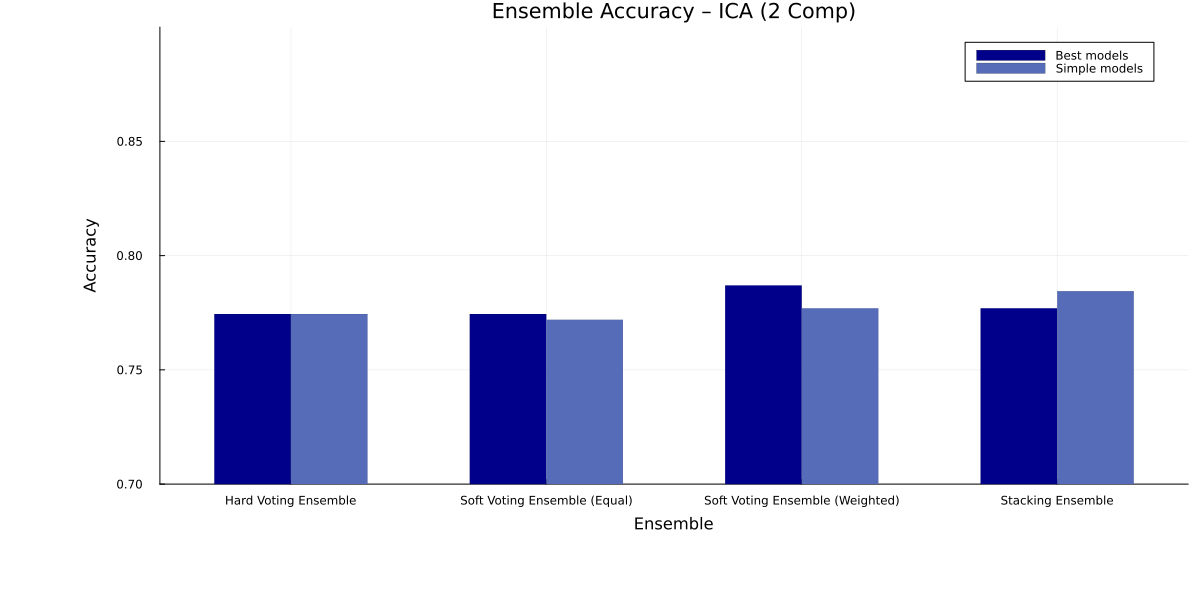 Ensemble Accuracy – ICA (2 Comp)
Best models
Simple models
0.85
0.80
0.75
0.70
Accuracy
Hard Voting Ensemble
Soft Voting Ensemble (Equal)
Soft Voting Ensemble (Weighted)
Stacking Ensemble
Ensemble